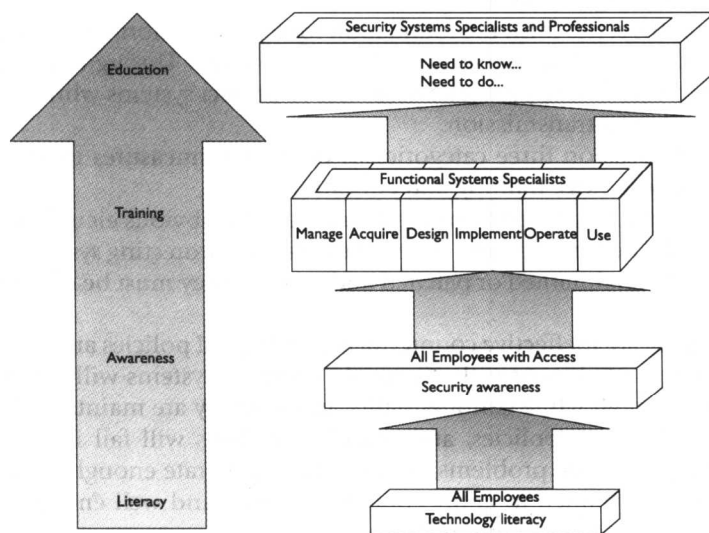 Education
Training
Awareness
Literacy
Security Systems Specialists and Professionals
Need to know...
Need to do...
Functional Systems Specialists
Manage Acquire Design Implement Operate Use
All Employees with Access
Security awareness
All Employees
Technology literacy